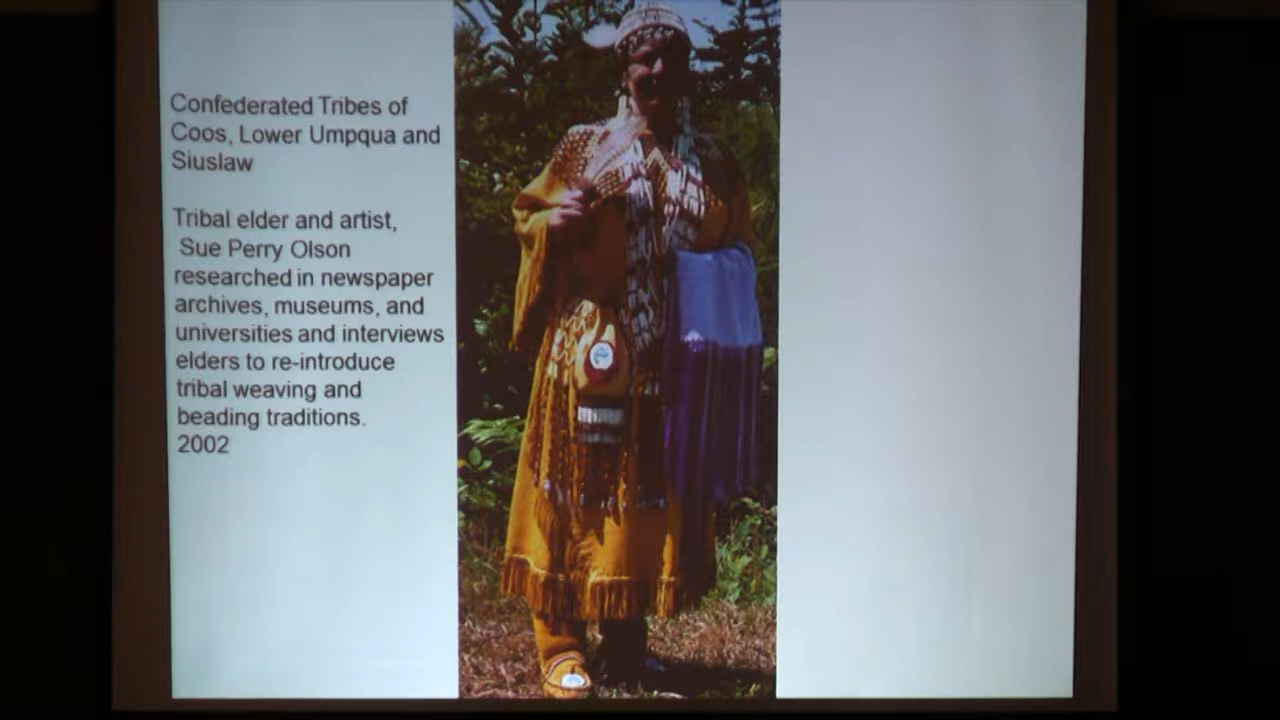 Confederated Tribes of
Coos, Lower Umpqua and
Siuslaw
Tribal elder and artist,
Sue Perry Olson
researched in newspaper
archives, museums, and
universities and interviews
elders to re-introduce
tribal weaving and
beading traditions.
2002